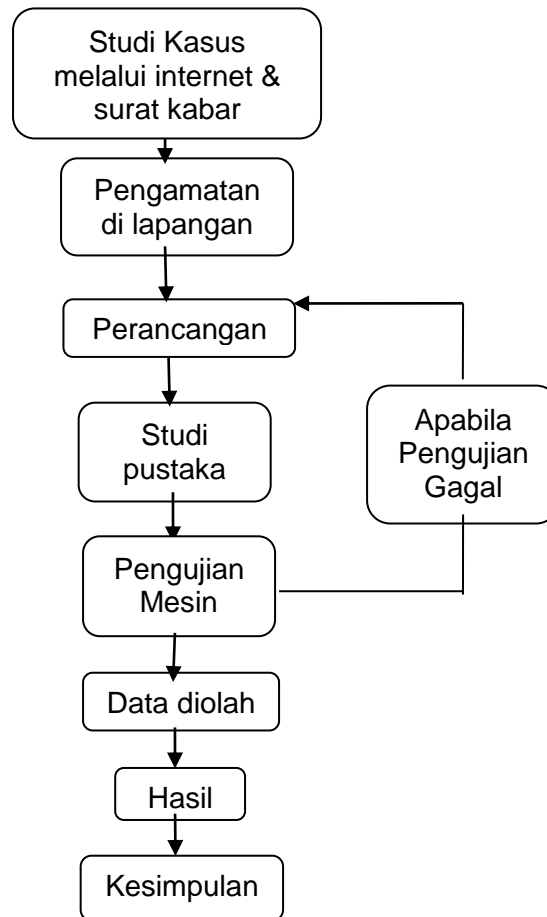 Studi Kasus
melalui internet &
surat kabar
Pengamatan
di lapangan
Perancangan
Studi
pustaka
Apabila
Pengujian
Gagal
Pengujian
Mesin
Data diolah
Hasil
Kesimpulan